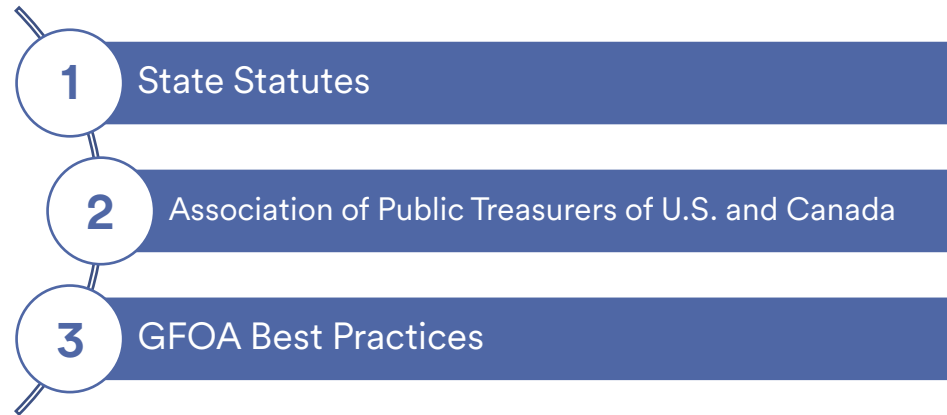 1
State Statutes
2
Association of Public Treasurers of U.S. and Canada
3
GFOA Best Practices